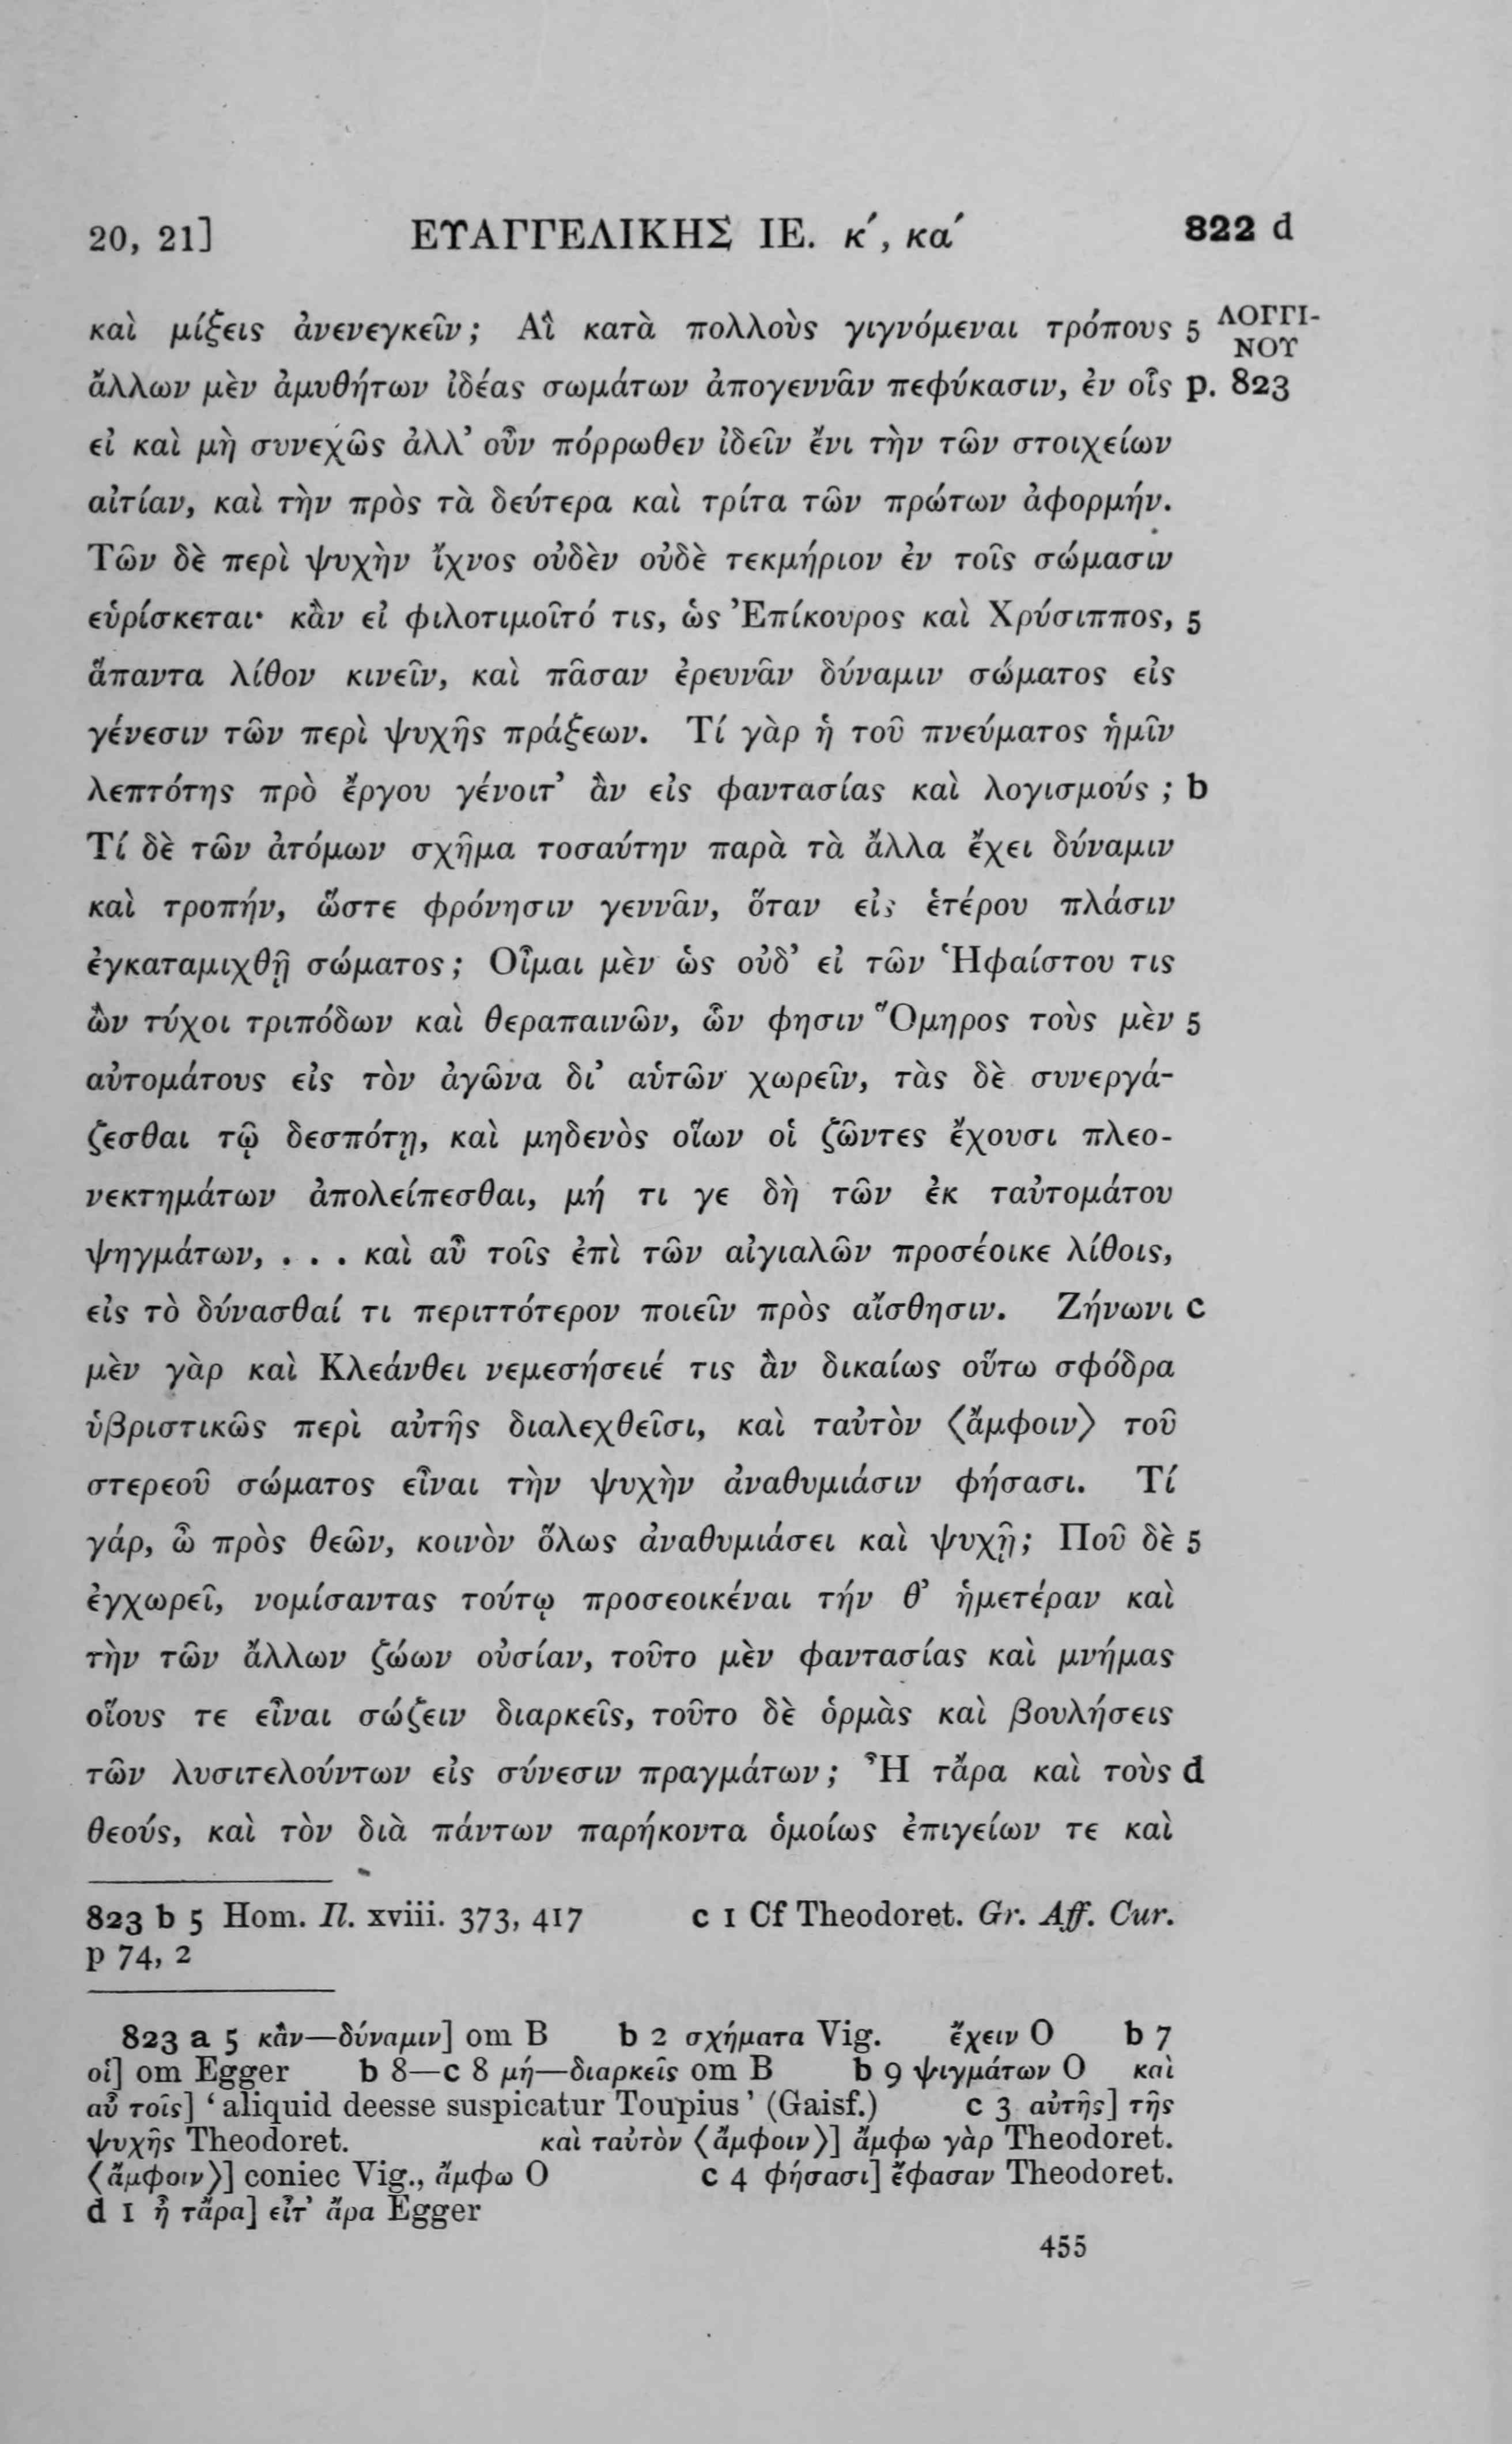 20, 21] ΕΥΑΓΓΕΛΙΚΗΣ ΙΕ. κ΄, κα΄ 822 d
καὶ μίξεις ἀνενεγκεῖν; Αἳ κατὰ πολλοὺς γιγνόμεναι τρόπους 5 ΛΟΓΓΙ-
ΝΟΥ
ἄλλων μὲν ἀμυθήτων ἰδέας σωμάτων ἀπογεννᾶν πεφύκασιν, ἐν οἷς p. 823
εἰ καὶ μὴ συνεχῶς ἀλλ’ οὖν πόρρωθεν ἰδεῖν ἔνι τὴν τῶν στοιχείων
αἰτίαν, καὶ τὴν πρὸς τὰ δεύτερα καὶ τρίτα τῶν πρώτων ἀφορμήν.
Τῶν δὲ περὶ ψυχὴν ἴχνος οὐδὲν οὐδὲ τεκμήριον ἐν τοῖς σώμασιν
εὑρίσκεται· κἂν εἰ φιλοτιμοῖτό τις, ὡς Ἐπίκουρος καὶ Χρύσιππος, 5
ἅπαντα λίθον κινεῖν, καὶ πᾶσαν ἐρευνᾶν δύναμιν σώματος εἰς
γένεσιν τῶν περὶ ψυχῆς πράξεων. Τί γὰρ ἡ τοῦ πνεύματος ἡμῖν
λεπτότης πρὸ ἔργου γένοιτ’ ἂν εἰς φαντασίας καὶ λογισμούς ; b
Τί δὲ τῶν ἀτόμων σχῆμα τοσαύτην παρὰ τὰ ἄλλα ἔχει δύναμιν
καὶ τροπήν, ὥστε φρόνησιν γεννᾶν, ὅταν εἰς ἑτέρου πλάσιν
ἐγκαταμιχθῇ σώματος; Οἶμαι μὲν ὡς οὐδ’ εἰ τῶν Ἡφαίστου τις
ὢν τύχοι τριπόδων καὶ θεραπαινῶν, ὧν φησιν Ὅμηρος τοὺς μὲν 5
αὐτομάτους εἰς τὸν ἀγῶνα δι’ αὑτῶν χωρεῖν, τὰς δὲ συνεργά-
ζεσθαι τῷ δεσπότῃ, καὶ μηδενὸς οἵων οἱ ζῶντες ἔχουσι πλεο-
νεκτημάτων ἀπολείπεσθαι, μή τι γε δὴ τῶν ἐκ ταὐτομάτου
ψηγμάτων, . . . καὶ αὖ τοῖς ἐπὶ τῶν αἰγιαλῶν προσέοικε λίθοις,
εἰς τὸ δύνασθαί τι περιττότερον ποιεῖν πρὸς αἴσθησιν. Ζήνωνι c
μὲν γὰρ καὶ Κλεάνθει νεμεσήσειέ τις ἂν δικαίως οὕτω σφόδρα
ὑβριστικῶς περὶ αὐτῆς διαλεχθεῖσι, καὶ ταὐτὸν ⟨ἄμφοιν⟩ τοῦ
στερεοῦ σώματος εἶναι τὴν ψυχὴν ἀναθυμιάσιν φήσασι. Τί
γάρ, ὦ πρὸς θεῶν, κοινὸν ὅλως ἀναθυμιάσει καὶ ψυχῇ; Ποῦ δὲ 5
ἐγχωρεῖ, νομίσαντας τούτῳ προσεοικέναι τήν θ’ ἡμετέραν καὶ
τὴν τῶν ἄλλων ζώων οὐσίαν, τοῦτο μὲν φαντασίας καὶ μνήμας
οἵους τε εἶναι σώζειν διαρκεῖς, τοῦτο δὲ ὁρμὰς καὶ βουλήσεις
τῶν λυσιτελούντων εἰς σύνεσιν πραγμάτων; Ἦ τἄρα καὶ τοὺς d
θεούς, καὶ τὸν διὰ πάντων παρήκοντα ὁμοίως ἐπιγείων τε καὶ
823 b 5 Hom. Il. xviii. 373, 417 c 1 Cf Theodoret. Gr. Aff. Cur.
p 74, 2
823 a 5 κἂν—δύναμιν] om B b 2 σχήματα Vig. ἔχειν O b 7
οἱ] om Egger b 8—c 8 μή—διαρκεῖς om B b 9 ψιγμάτων O καὶ
αὖ τοῖς] ‘aliquid deesse suspicatur Toupius’ (Gaisf.) c 3 αὐτῆς] τῆς
ψυχῆς Theodoret. καὶ ταὐτὸν ⟨ἄμφοιν⟩] ἄμφω γὰρ Theodoret.
⟨ἄμφοιν⟩] coniec Vig., ἄμφω O c 4 φήσασι] ἔφασαν Theodoret.
d 1 ἦ τἄρα] εἶτ’ ἄρα Egger
455